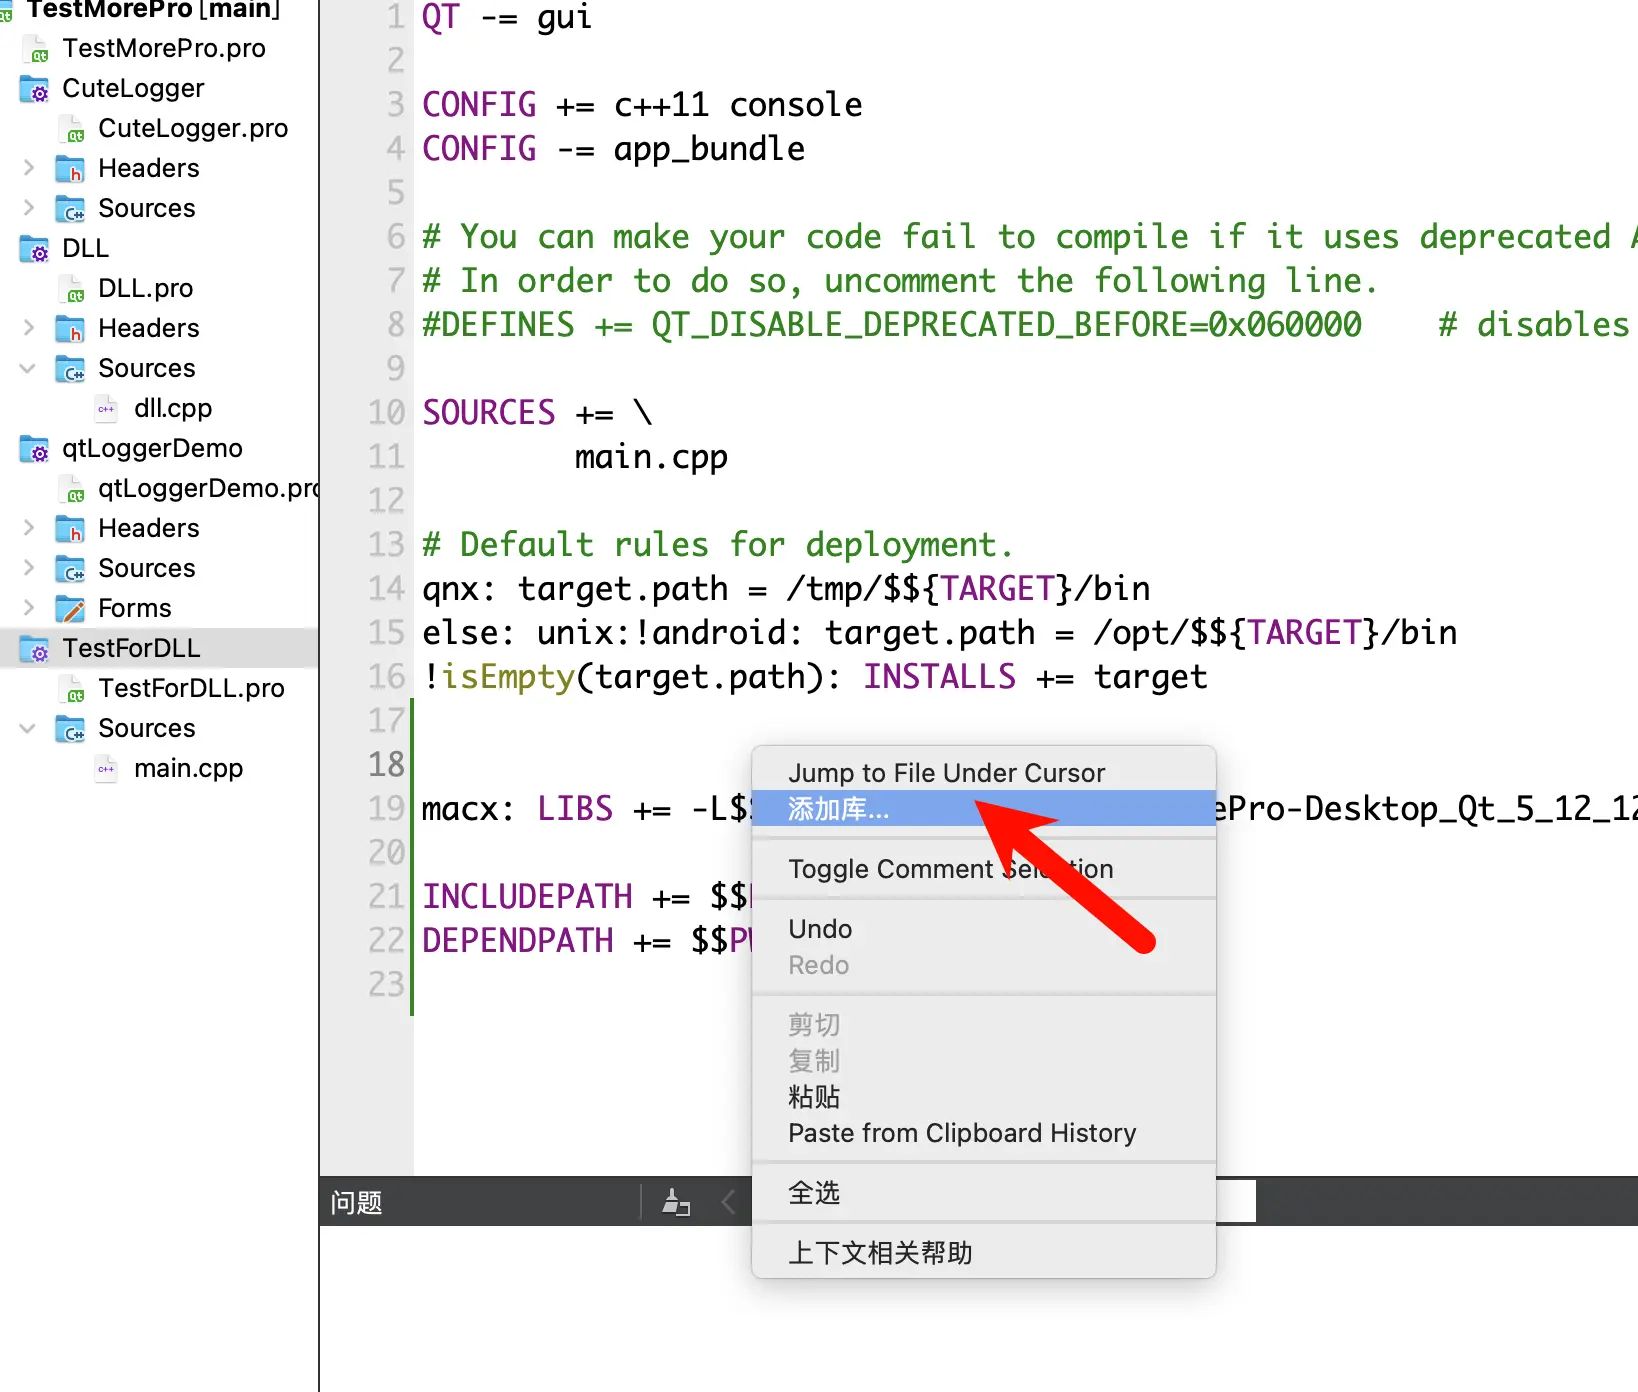 TestMorePro [main]
TestMorePro.pro
CuteLogger
CuteLogger.pro
Headers
Sources
DLL
DLL.pro
Headers
Sources
dll.cpp
qtLoggerDemo
qtLoggerDemo.pro
Headers
Sources
Forms
TestForDLL
TestForDLL.pro
Sources
main.cpp
1 QT -= gui
2
3 CONFIG += c++11 console
4 CONFIG -= app_bundle
5
6 # You can make your code fail to compile if it uses deprecated A
7 # In order to do so, uncomment the following line.
8 #DEFINES += QT_DISABLE_DEPRECATED_BEFORE=0x060000    # disables
9
10 SOURCES += \
11         main.cpp
12
13 # Default rules for deployment.
14 qnx: target.path = /tmp/$${TARGET}/bin
15 else: unix:!android: target.path = /opt/$${TARGET}/bin
16 !isEmpty(target.path): INSTALLS += target
17
18
19 macx: LIBS += -L$ ePro-Desktop_Qt_5_12_12
20
21 INCLUDEPATH += $$
22 DEPENDPATH += $$P
23
Jump to File Under Cursor
添加库...
Toggle Comment Selection
Undo
Redo
剪切
复制
粘贴
Paste from Clipboard History
全选
上下文相关帮助
问题